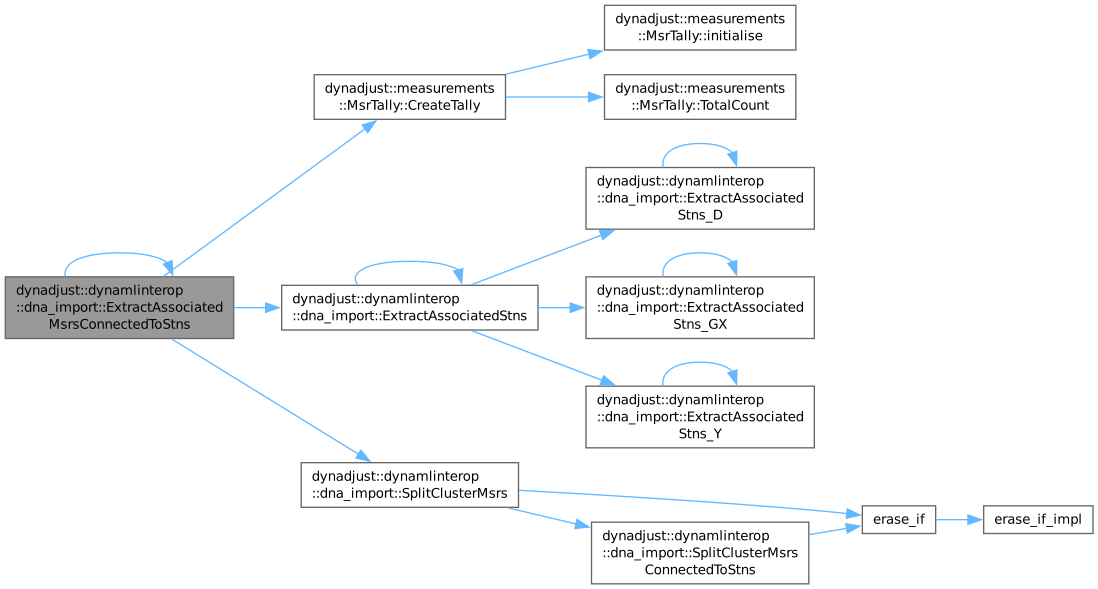 dynadjust::measurements
::MsrTally::initialise
dynadjust::measurements
::MsrTally::CreateTally
dynadjust::measurements
::MsrTally::TotalCount
dynadjust::dynamlinterop
::dna_import::ExtractAssociated
Stns_D
dynadjust::dynamlinterop
::dna_import::ExtractAssociated
MsrsConnectedToStns
dynadjust::dynamlinterop
::dna_import::ExtractAssociatedStns
dynadjust::dynamlinterop
::dna_import::ExtractAssociated
Stns_GX
dynadjust::dynamlinterop
::dna_import::ExtractAssociated
Stns_Y
dynadjust::dynamlinterop
::dna_import::SplitClusterMsrs
erase_if
erase_if_impl
dynadjust::dynamlinterop
::dna_import::SplitClusterMsrs
ConnectedToStns